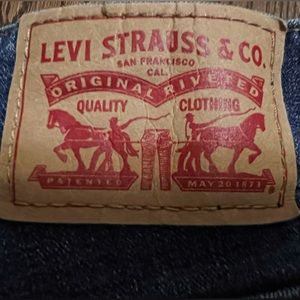 LEVI STRAUSS & CO.
SAN FRANCISCO
CAL.
ORIGINAL RIVETED
QUALITY CLOTHING
PATENTED MAY 20 1873
®